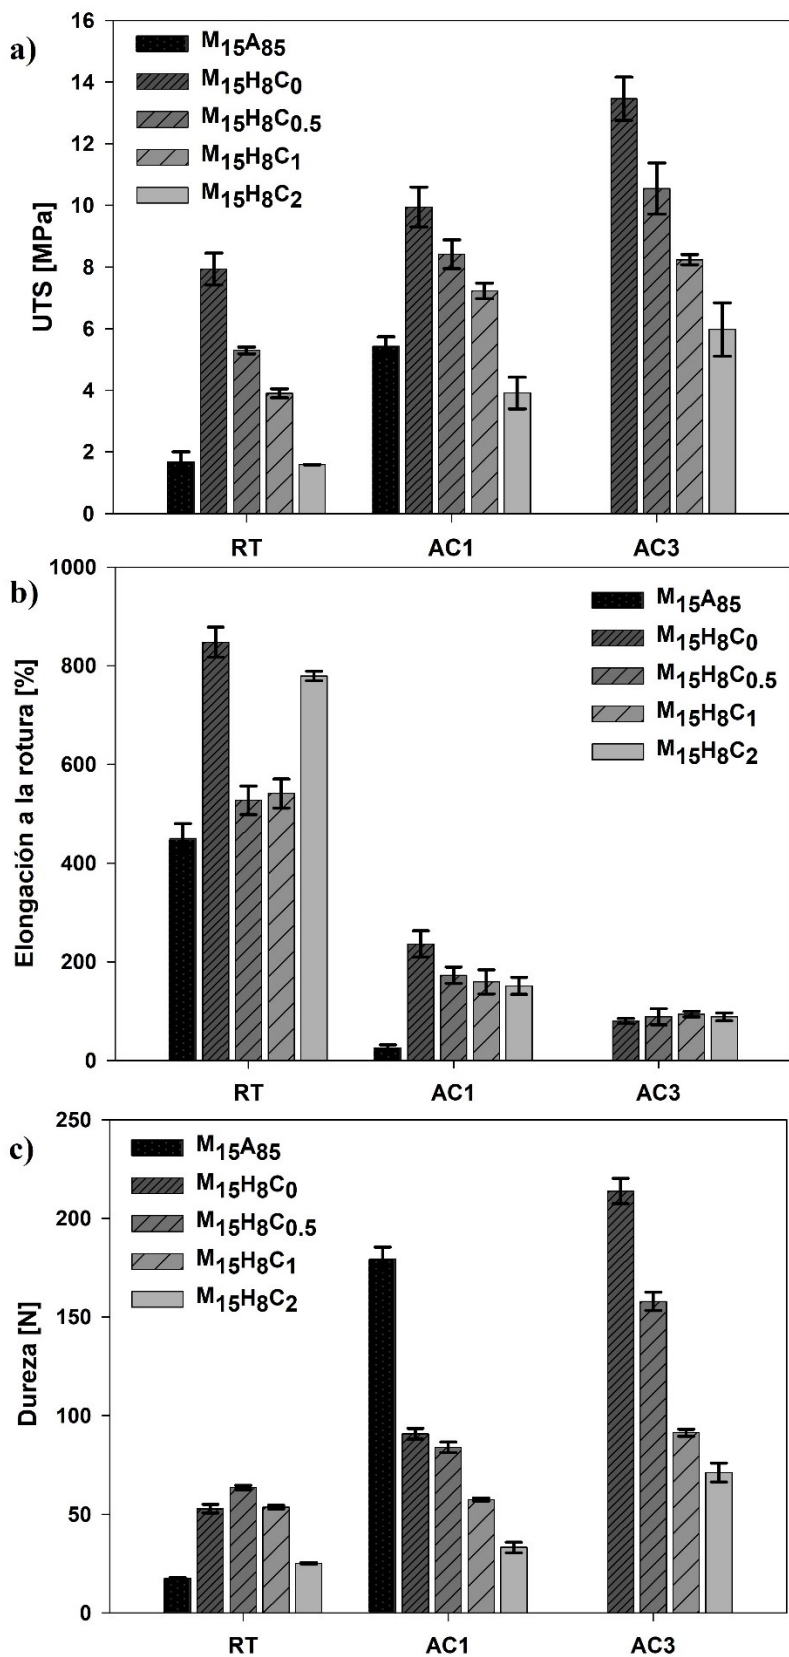 a)
UTS [MPa]
16
14
12
10
8
6
4
2
0
M15A85
M15H8C0
M15H8C0.5
M15H8C1
M15H8C2
RT AC1 AC3
b)
Elongación a la rotura [%]
1000
800
600
400
200
0
M15A85
M15H8C0
M15H8C0.5
M15H8C1
M15H8C2
RT AC1 AC3
c)
Dureza [N]
250
200
150
100
50
0
M15A85
M15H8C0
M15H8C0.5
M15H8C1
M15H8C2
RT AC1 AC3